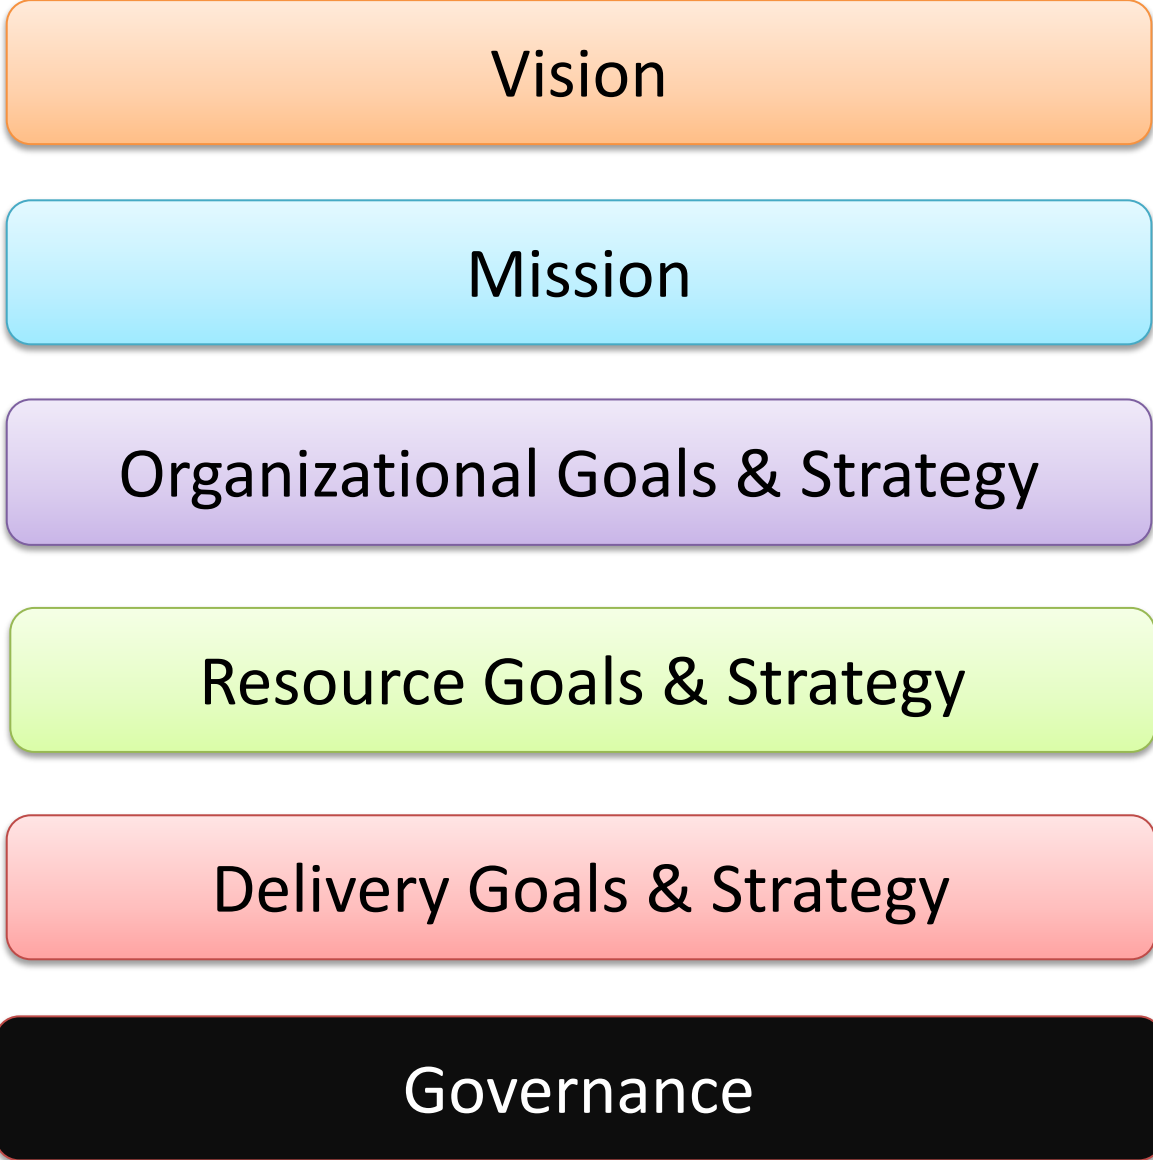 Vision
Mission
Organizational Goals & Strategy
Resource Goals & Strategy
Delivery Goals & Strategy
Governance